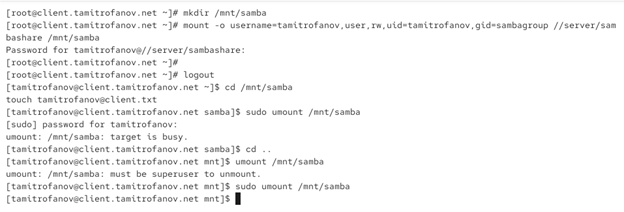 [root@client.tamitrofanov.net ~]# mkdir /mnt/samba
[root@client.tamitrofanov.net ~]# mount -o username=tamitrofanov,user,rw,uid=tamitrofanov,gid=sambagroup //server/sam
bashare /mnt/samba
Password for tamitrofanov@//server/sambashare:
[root@client.tamitrofanov.net ~]#
[root@client.tamitrofanov.net ~]# logout
[tamitrofanov@client.tamitrofanov.net ~]$ cd /mnt/samba
touch tamitrofanov@client.txt
[tamitrofanov@client.tamitrofanov.net samba]$ sudo umount /mnt/samba
[sudo] password for tamitrofanov:
umount: /mnt/samba: target is busy.
[tamitrofanov@client.tamitrofanov.net samba]$ cd ..
[tamitrofanov@client.tamitrofanov.net mnt]$ umount /mnt/samba
umount: /mnt/samba: must be superuser to unmount.
[tamitrofanov@client.tamitrofanov.net mnt]$ sudo umount /mnt/samba
[tamitrofanov@client.tamitrofanov.net mnt]$